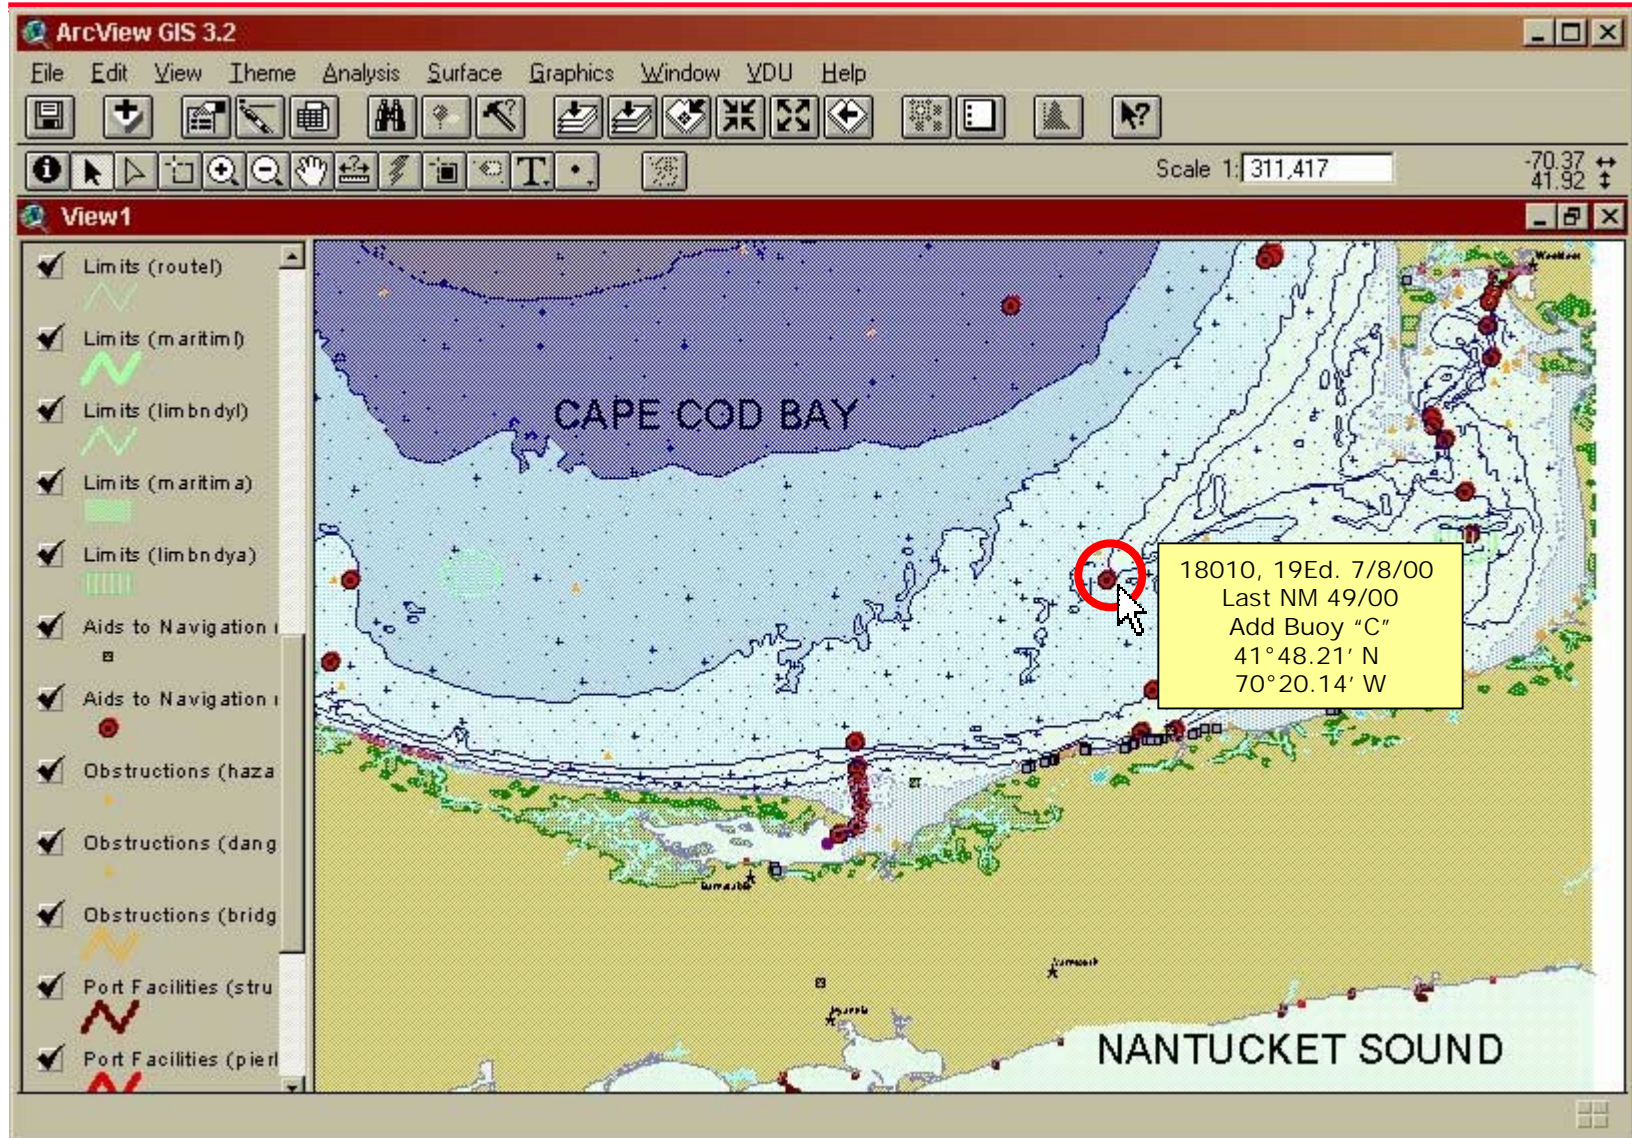 ArcView GIS 3.2
File Edit View Theme Analysis Surface Graphics Window VDU Help
Scale 1: 311,417
-70.37
41.92
View1
Limits (routel)
Limits (maritiml)
Limits (limbndyl)
Limits (maritima)
Limits (limbndya)
Aids to Navigation
Aids to Navigation
Obstructions (haza
Obstructions (dang
Obstructions (bridg
Port Facilities (stru
Port Facilities (pierl
CAPE COD BAY
18010, 19Ed. 7/8/00
Last NM 49/00
Add Buoy “C”
41°48.21’ N
70°20.14’ W
NANTUCKET SOUND